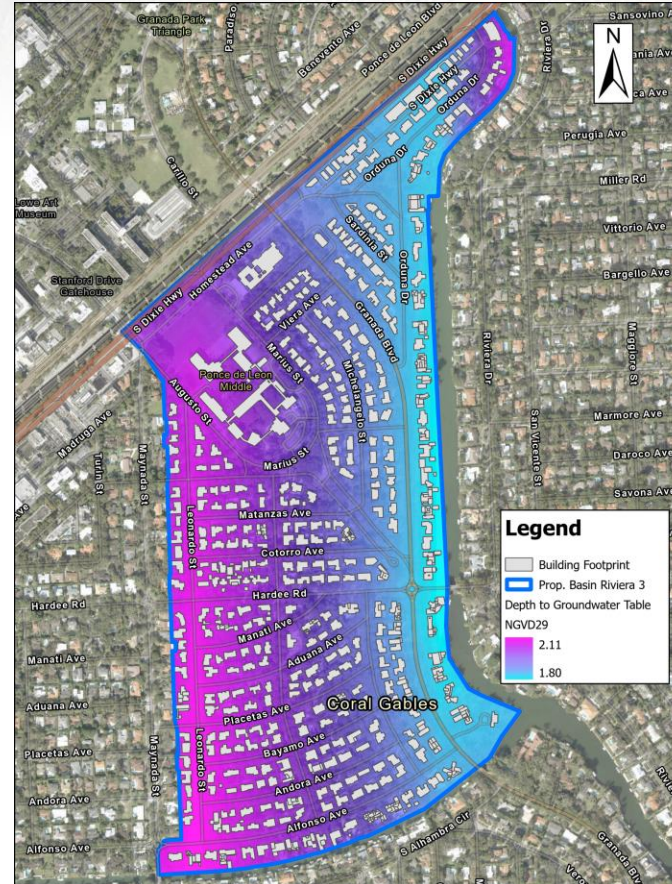 Granada Park
Triangle
Paradiso
Benevento Ave
Ponce de Leon Blvd
S Dixie Hwy
S Dixie Hwy
Orduna Dr
Riviera Dr
Sansovino A
ania Ave
ca Ave
N
Perugia Ave
Miller Rd
Carillo St
Orduna Dr
Lowe Art
Museum
Vittorio Ave
Sardinia St
Stanford Drive
Gatehouse
Homestead Ave
Orduna Dr
Bargello Ave
S Dixie Hwy
Viera Ave
Granada Blvd
Riviera Dr
Maggiore St
Marius St
Michelangelo St
Ponce de Leon
Middle
Augusto St
San Vicente St
Marmore Ave
Madruga Ave
Turin St
Maynada St
Marius St
Daroco Ave
Savona Ave
Leonardo St
Matanzas Ave
Cotorro Ave
Hardee Rd
Hardee Rd
Manati Ave
Manati Ave
Aduana Ave
Aduana Ave
Placetas Ave
Coral Gables
Placetas Ave
Bayamo Ave
Maynada St
Leonardo St
Andora Ave
Andora Ave
Alfonso Ave
Alfonso Ave
S Alhambra Cir
Granada Blvd
Legend
Building Footprint
Prop. Basin Riviera 3
Depth to Groundwater Table
NGVD29
2.11
1.80